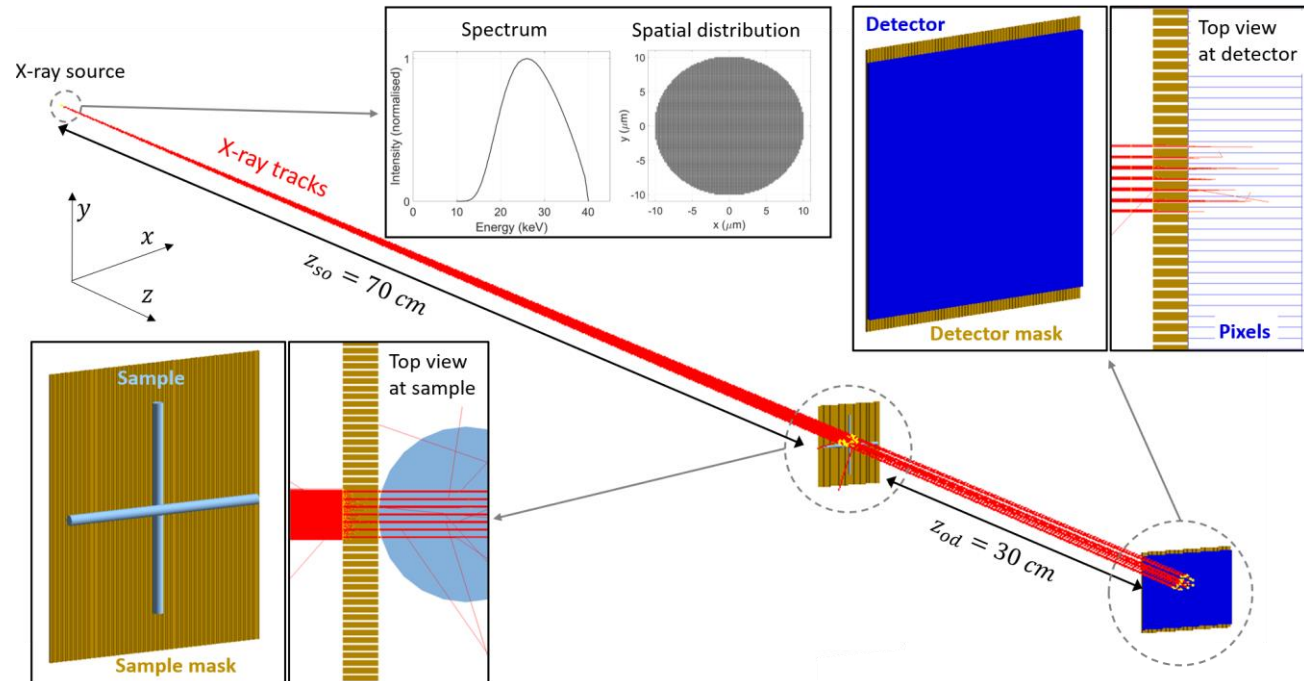 X-ray source
Spectrum
Intensity (normalised)
1
0
0
10
20
30
40
Energy (keV)
Spatial distribution
y (μm)
10
5
0
-5
-10
-10
-5
0
5
10
x (μm)
Detector
Detector mask
Top view
at detector
Pixels
X-ray tracks
y
x
z
z_so = 70 cm
z_od = 30 cm
Sample
Sample mask
Top view
at sample